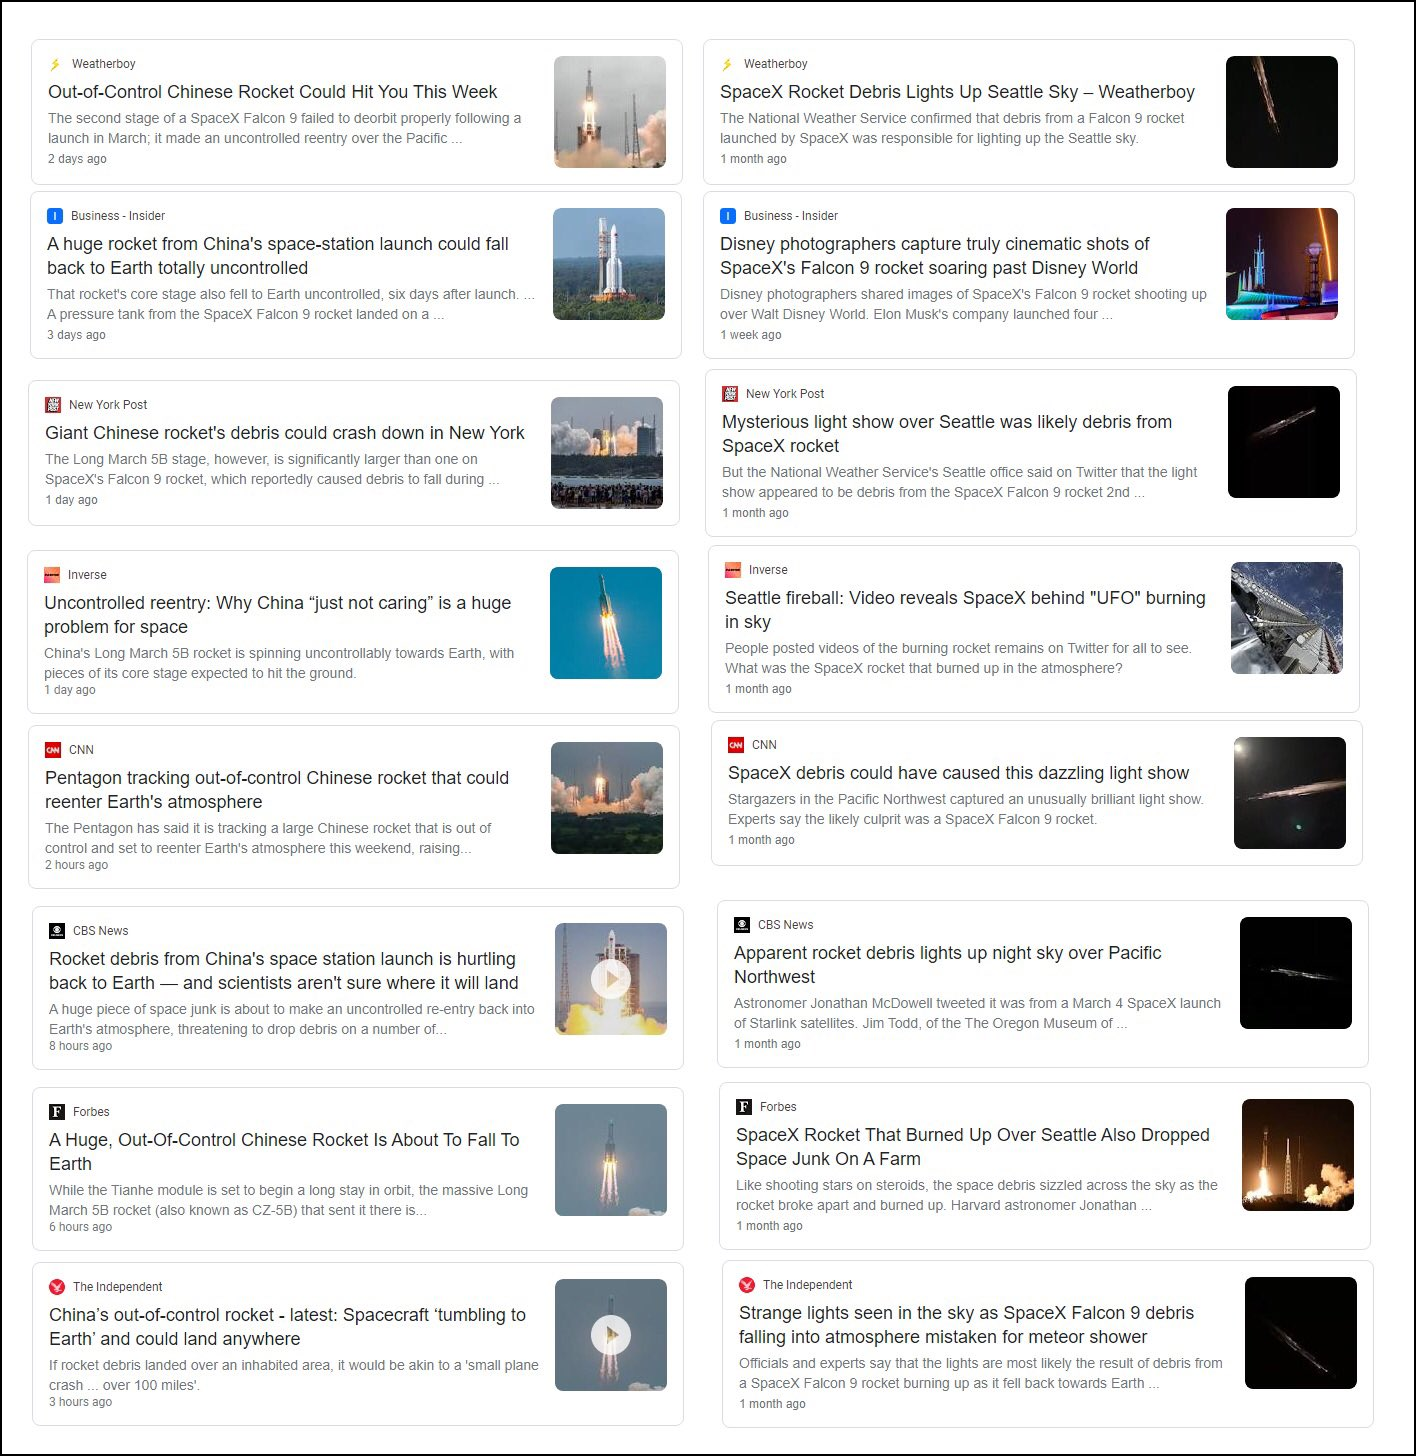 Weatherboy
Out-of-Control Chinese Rocket Could Hit You This Week
The second stage of a SpaceX Falcon 9 failed to deorbit properly following a
launch in March; it made an uncontrolled reentry over the Pacific ...
2 days ago
Weatherboy
SpaceX Rocket Debris Lights Up Seattle Sky – Weatherboy
The National Weather Service confirmed that debris from a Falcon 9 rocket
launched by SpaceX was responsible for lighting up the Seattle sky.
1 month ago
Business - Insider
A huge rocket from China's space-station launch could fall
back to Earth totally uncontrolled
That rocket's core stage also fell to Earth uncontrolled, six days after launch. ...
A pressure tank from the SpaceX Falcon 9 rocket landed on a ...
3 days ago
Business - Insider
Disney photographers capture truly cinematic shots of
SpaceX's Falcon 9 rocket soaring past Disney World
Disney photographers shared images of SpaceX's Falcon 9 rocket shooting up
over Walt Disney World. Elon Musk's company launched four ...
1 week ago
New York Post
Giant Chinese rocket's debris could crash down in New York
The Long March 5B stage, however, is significantly larger than one on
SpaceX's Falcon 9 rocket, which reportedly caused debris to fall during ...
1 day ago
New York Post
Mysterious light show over Seattle was likely debris from
SpaceX rocket
But the National Weather Service's Seattle office said on Twitter that the light
show appeared to be debris from the SpaceX Falcon 9 rocket 2nd ...
1 month ago
Inverse
Uncontrolled reentry: Why China “just not caring” is a huge
problem for space
China's Long March 5B rocket is spinning uncontrollably towards Earth, with
pieces of its core stage expected to hit the ground.
1 day ago
Inverse
Seattle fireball: Video reveals SpaceX behind "UFO" burning
in sky
People posted videos of the burning rocket remains on Twitter for all to see.
What was the SpaceX rocket that burned up in the atmosphere?
1 month ago
CNN
CNN
Pentagon tracking out-of-control Chinese rocket that could
reenter Earth's atmosphere
The Pentagon has said it is tracking a large Chinese rocket that is out of
control and set to reenter Earth's atmosphere this weekend, raising...
2 hours ago
CNN
CNN
SpaceX debris could have caused this dazzling light show
Stargazers in the Pacific Northwest captured an unusually brilliant light show.
Experts say the likely culprit was a SpaceX Falcon 9 rocket.
1 month ago
CBS News
Rocket debris from China's space station launch is hurtling
back to Earth — and scientists aren't sure where it will land
A huge piece of space junk is about to make an uncontrolled re-entry back into
Earth's atmosphere, threatening to drop debris on a number of...
8 hours ago
CBS News
Apparent rocket debris lights up night sky over Pacific
Northwest
Astronomer Jonathan McDowell tweeted it was from a March 4 SpaceX launch
of Starlink satellites. Jim Todd, of the The Oregon Museum of ...
1 month ago
F
Forbes
A Huge, Out-Of-Control Chinese Rocket Is About To Fall To
Earth
While the Tianhe module is set to begin a long stay in orbit, the massive Long
March 5B rocket (also known as CZ-5B) that sent it there is...
6 hours ago
F
Forbes
SpaceX Rocket That Burned Up Over Seattle Also Dropped
Space Junk On A Farm
Like shooting stars on steroids, the space debris sizzled across the sky as the
rocket broke apart and burned up. Harvard astronomer Jonathan ...
1 month ago
The Independent
China’s out-of-control rocket - latest: Spacecraft ‘tumbling to
Earth’ and could land anywhere
If rocket debris landed over an inhabited area, it would be akin to a 'small plane
crash ... over 100 miles'.
3 hours ago
The Independent
Strange lights seen in the sky as SpaceX Falcon 9 debris
falling into atmosphere mistaken for meteor shower
Officials and experts say that the lights are most likely the result of debris from
a SpaceX Falcon 9 rocket burning up as it fell back towards Earth ...
1 month ago